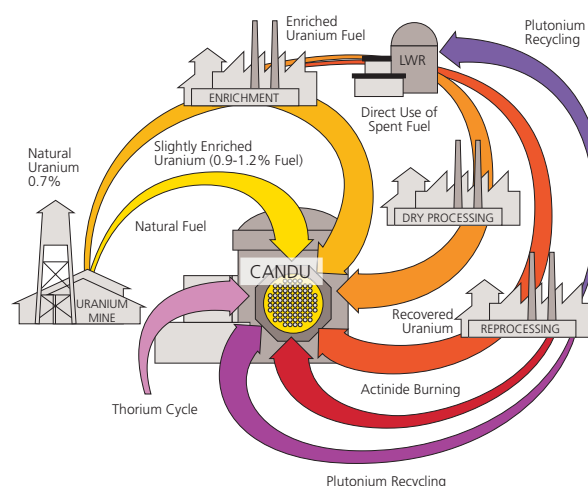 Enriched
Uranium Fuel
Plutonium
Recycling
LWR
ENRICHMENT
Direct Use of
Spent Fuel
Slightly Enriched
Uranium (0.9-1.2% Fuel)
Natural
Uranium
0.7%
Natural Fuel
DRY PROCESSING
CANDU
URANIUM
MINE
Recovered
Uranium
REPROCESSING
Actinide Burning
Thorium Cycle
Plutonium Recycling